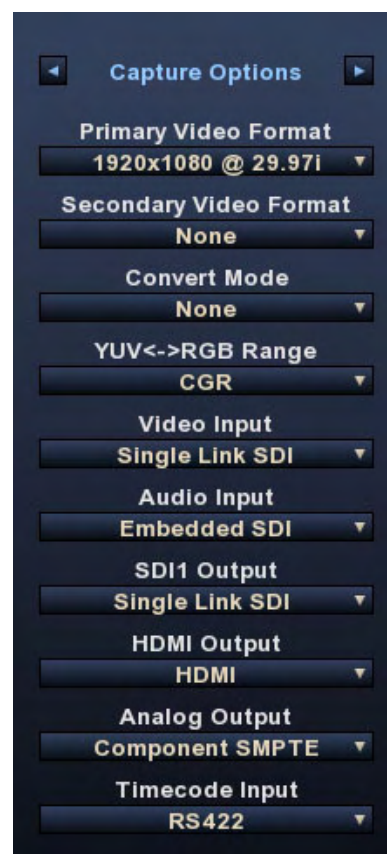 Capture Options
Primary Video Format
1920x1080 @ 29.97i
Secondary Video Format
None
Convert Mode
None
YUV<->RGB Range
CGR
Video Input
Single Link SDI
Audio Input
Embedded SDI
SDI1 Output
Single Link SDI
HDMI Output
HDMI
Analog Output
Component SMPTE
Timecode Input
RS422